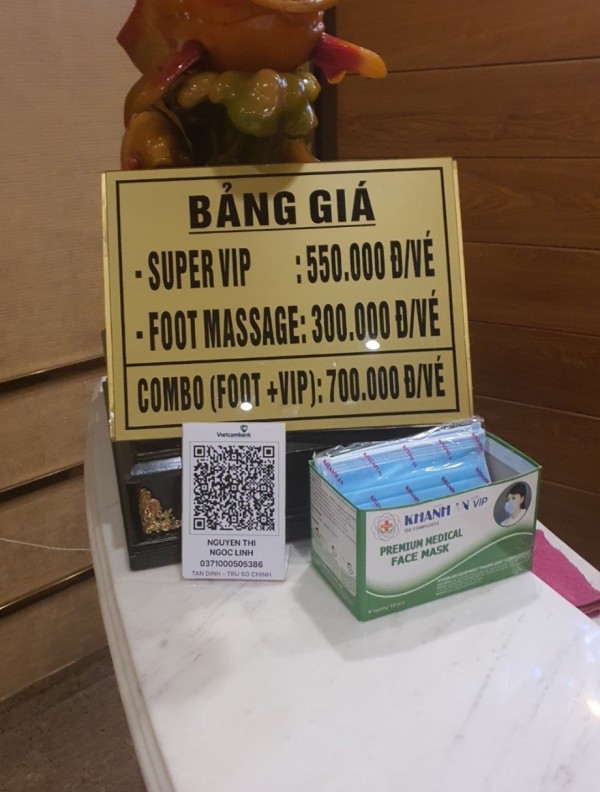 BẢNG GIÁ
- SUPER VIP : 550.000 Đ/VÉ
- FOOT MASSAGE: 300.000 Đ/VÉ
COMBO (FOOT +VIP): 700.000 Đ/VÉ
Vietcombank
NGUYEN THI
NGOC LINH
0371000505386
TAN DINH - TRU SO CHINH
KHANH AN VIP
PREMIUM MEDICAL
FACE MASK